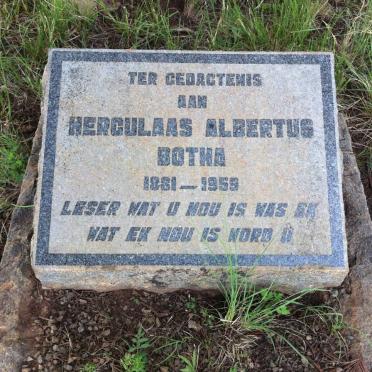 TER GEDAGTENIS
AAN
HERCULAAS ALBERTUS
BOTHA
1881—1959
LESER WAT U NOU IS WAS EK
WAT EK NOU IS WORD U